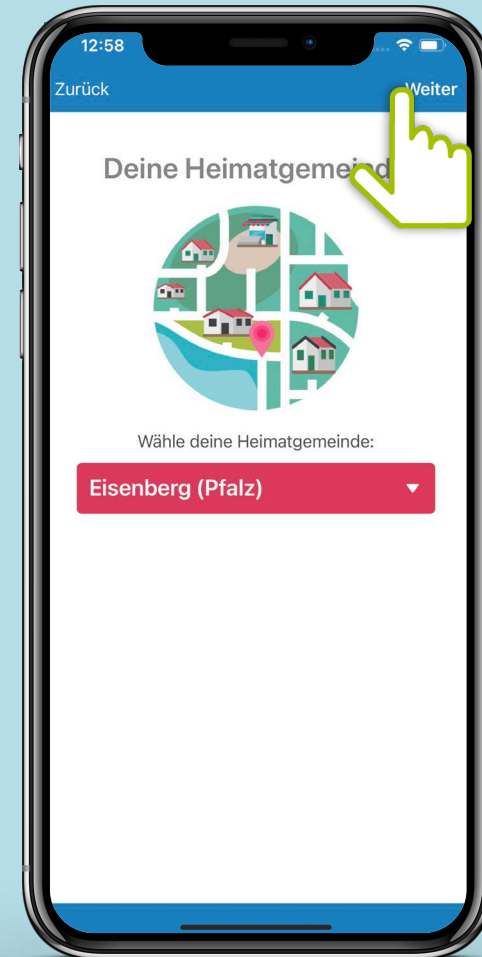 12:58
Zurück
Weiter
Deine Heimatgemeind
Wähle deine Heimatgemeinde:
Eisenberg (Pfalz)